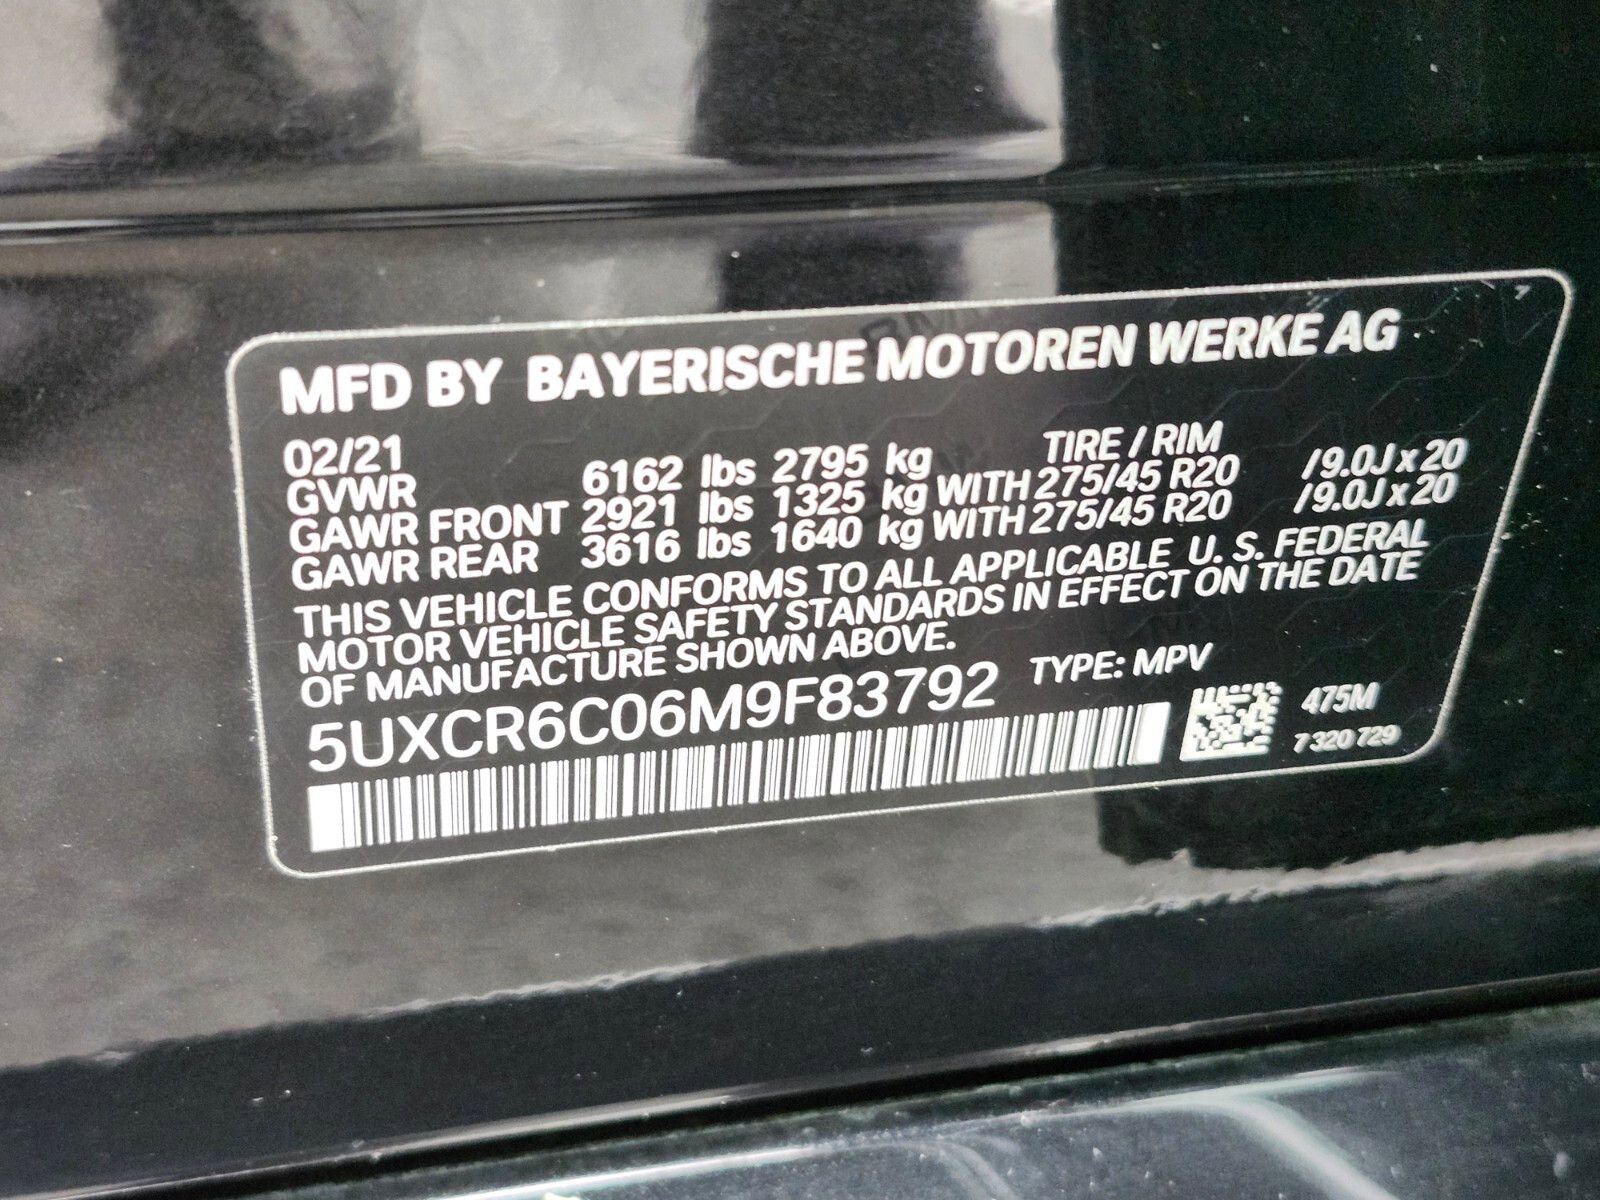 MFD BY BAYERISCHE MOTOREN WERKE AG
02/21 TIRE / RIM
GVWR 6162 lbs 2795 kg
GAWR FRONT 2921 lbs 1325 kg WITH 275/45 R20 /9.0J x 20
GAWR REAR 3616 lbs 1640 kg WITH 275/45 R20 /9.0J x 20
THIS VEHICLE CONFORMS TO ALL APPLICABLE U. S. FEDERAL
MOTOR VEHICLE SAFETY STANDARDS IN EFFECT ON THE DATE
OF MANUFACTURE SHOWN ABOVE.
5UXCR6C06M9F83792 TYPE: MPV
475M
7 320 729